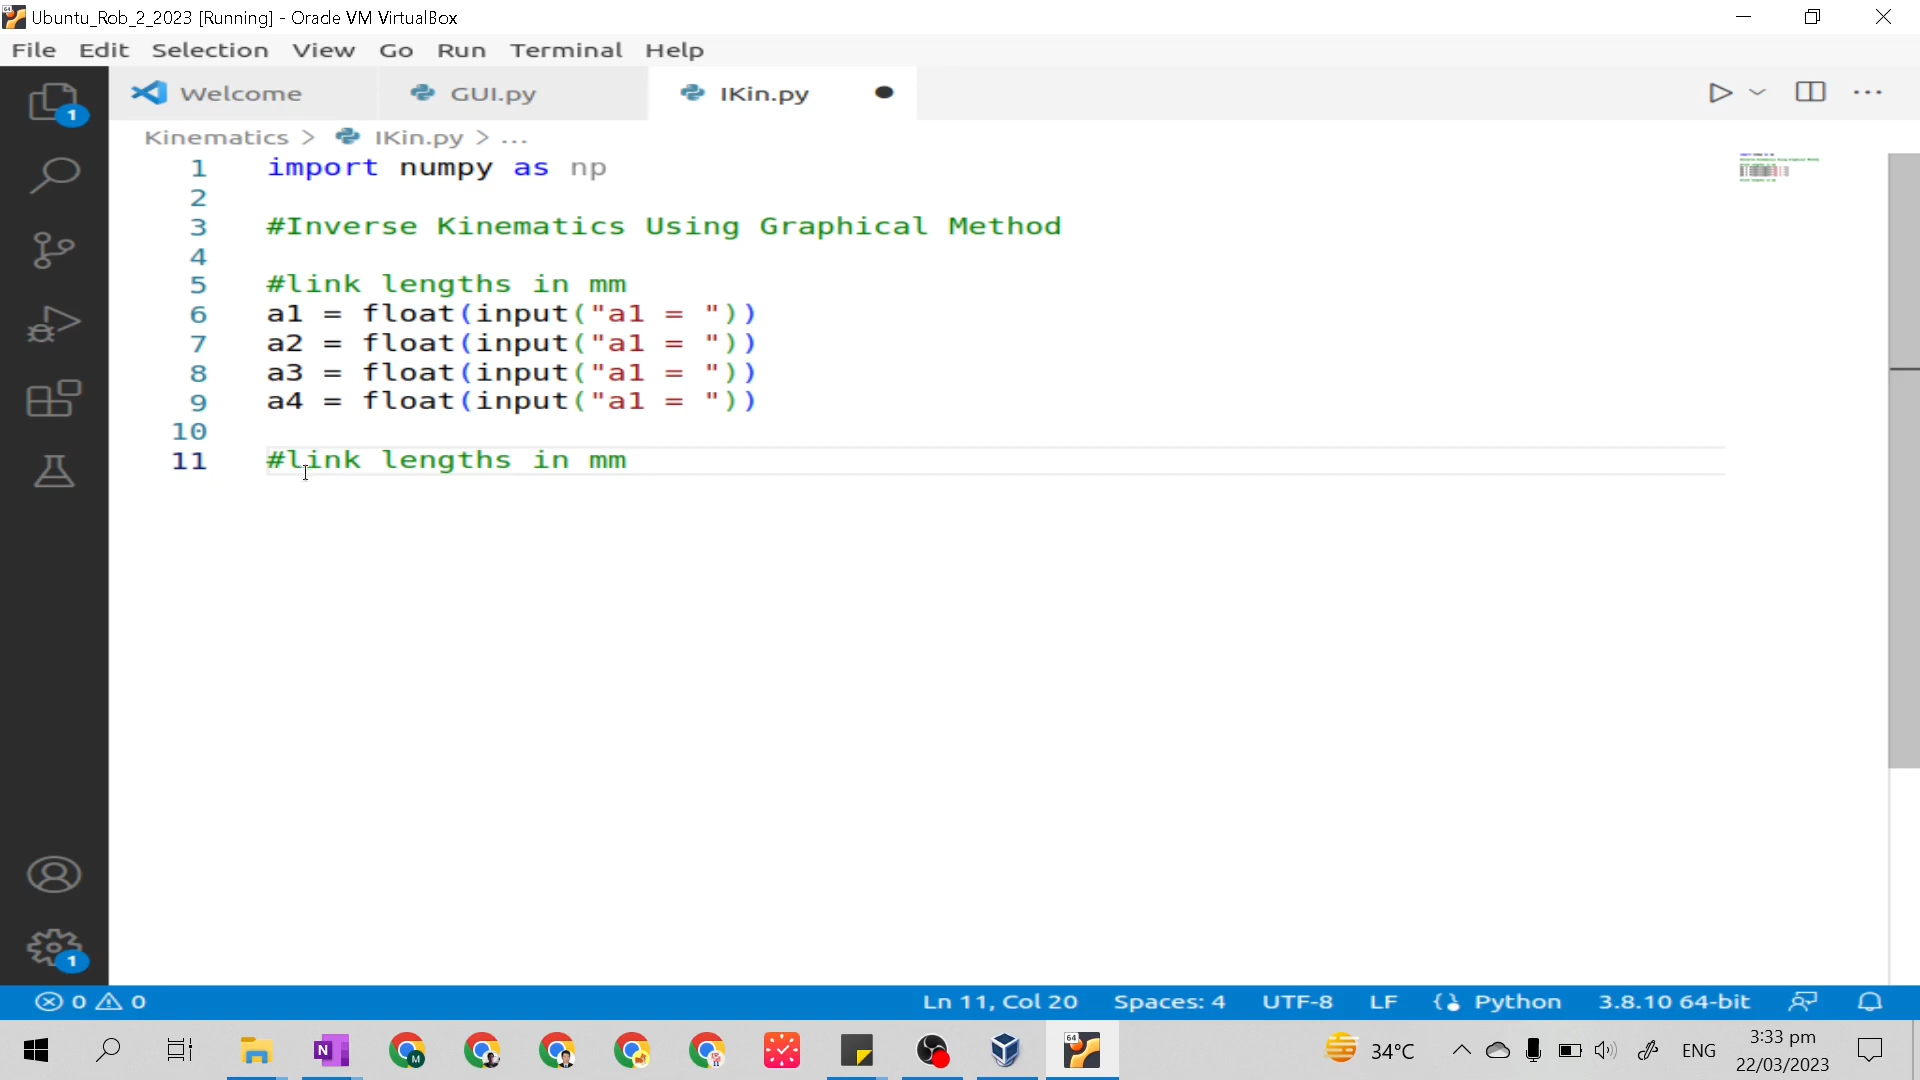 Ubuntu_Rob_2_2023 [Running] - Oracle VM VirtualBox
File Edit Selection View Go Run Terminal Help
Welcome GUI.py IKin.py
Kinematics > IKin.py > ...
1 import numpy as np
2
3 #Inverse Kinematics Using Graphical Method
4
5 #link lengths in mm
6 a1 = float(input("a1 = "))
7 a2 = float(input("a1 = "))
8 a3 = float(input("a1 = "))
9 a4 = float(input("a1 = "))
10
11 #link lengths in mm
1
1
0 0 Ln 11, Col 20 Spaces: 4 UTF-8 LF Python 3.8.10 64-bit
34°C ENG 3:33 pm
22/03/2023